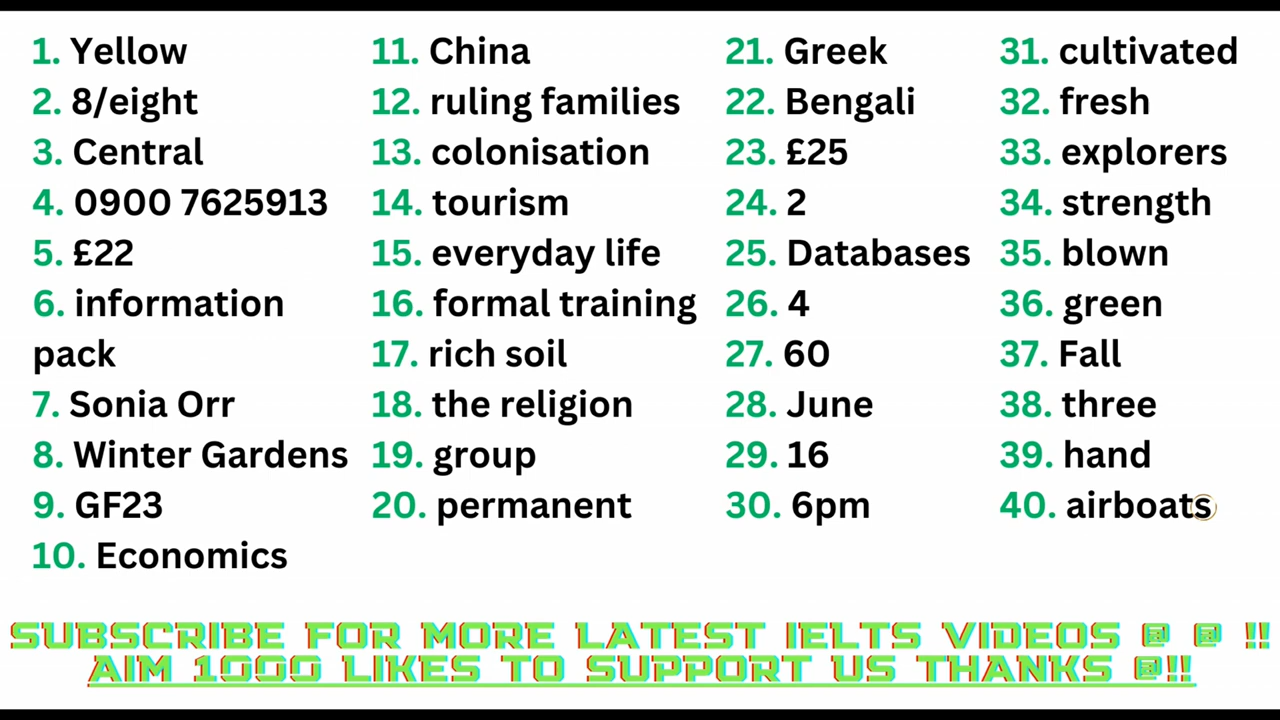 1. Yellow
2. 8/eight
3. Central
4. 0900 7625913
5. £22
6. information
pack
7. Sonia Orr
8. Winter Gardens
9. GF23
10. Economics
11. China
12. ruling families
13. colonisation
14. tourism
15. everyday life
16. formal training
17. rich soil
18. the religion
19. group
20. permanent
21. Greek
22. Bengali
23. £25
24. 2
25. Databases
26. 4
27. 60
28. June
29. 16
30. 6pm
31. cultivated
32. fresh
33. explorers
34. strength
35. blown
36. green
37. Fall
38. three
39. hand
40. airboats
SUBSCRIBE FOR MORE LATEST IELTS VIDEOS @ @ !!
AIM 1000 LIKES TO SUPPORT US THANKS @!!